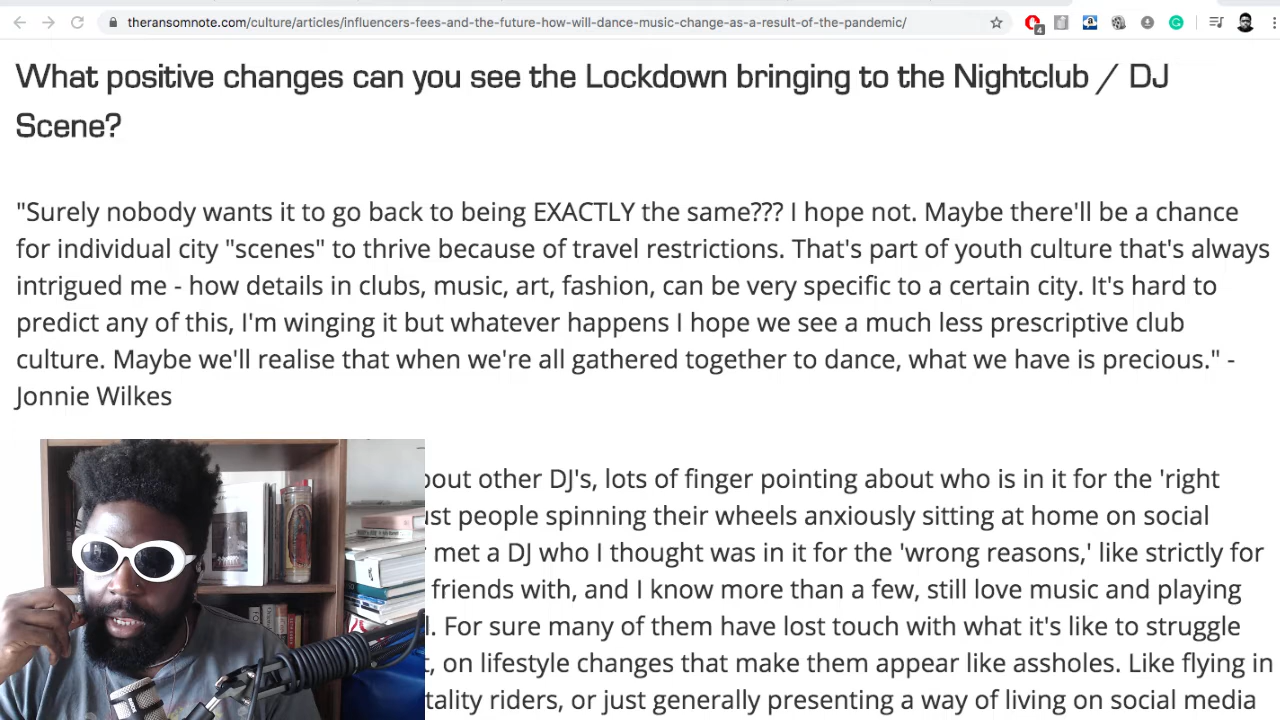 theransomnote.com/culture/articles/influencers-fees-and-the-future-how-will-dance-music-change-as-a-result-of-the-pandemic/
4
What positive changes can you see the Lockdown bringing to the Nightclub / DJ
Scene?
"Surely nobody wants it to go back to being EXACTLY the same??? I hope not. Maybe there'll be a chance
for individual city "scenes" to thrive because of travel restrictions. That's part of youth culture that's always
intrigued me - how details in clubs, music, art, fashion, can be very specific to a certain city. It's hard to
predict any of this, I'm winging it but whatever happens I hope we see a much less prescriptive club
culture. Maybe we'll realise that when we're all gathered together to dance, what we have is precious." -
Jonnie Wilkes
other DJ's, lots of finger pointing about who is in it for the 'right
people spinning their wheels anxiously sitting at home on social
met a DJ who I thought was in it for the 'wrong reasons,' like strictly for
friends with, and I know more than a few, still love music and playing
For sure many of them have lost touch with what it's like to struggle
on lifestyle changes that make them appear like assholes. Like flying in
riders, or just generally presenting a way of living on social media